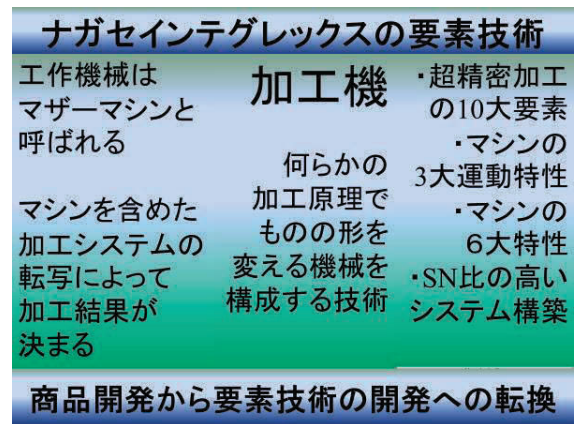 ナガセインテグレックスの要素技術
工作機械は
マザーマシンと
呼ばれる
マシンを含めた
加工システムの
転写によって
加工結果が
決まる
加工機
何らかの
加工原理で
ものの形を
変える機械を
構成する技術
・超精密加工
の10大要素
・マシンの
3大運動特性
・マシンの
６大特性
・SN比の高い
システム構築
商品開発から要素技術の開発への転換